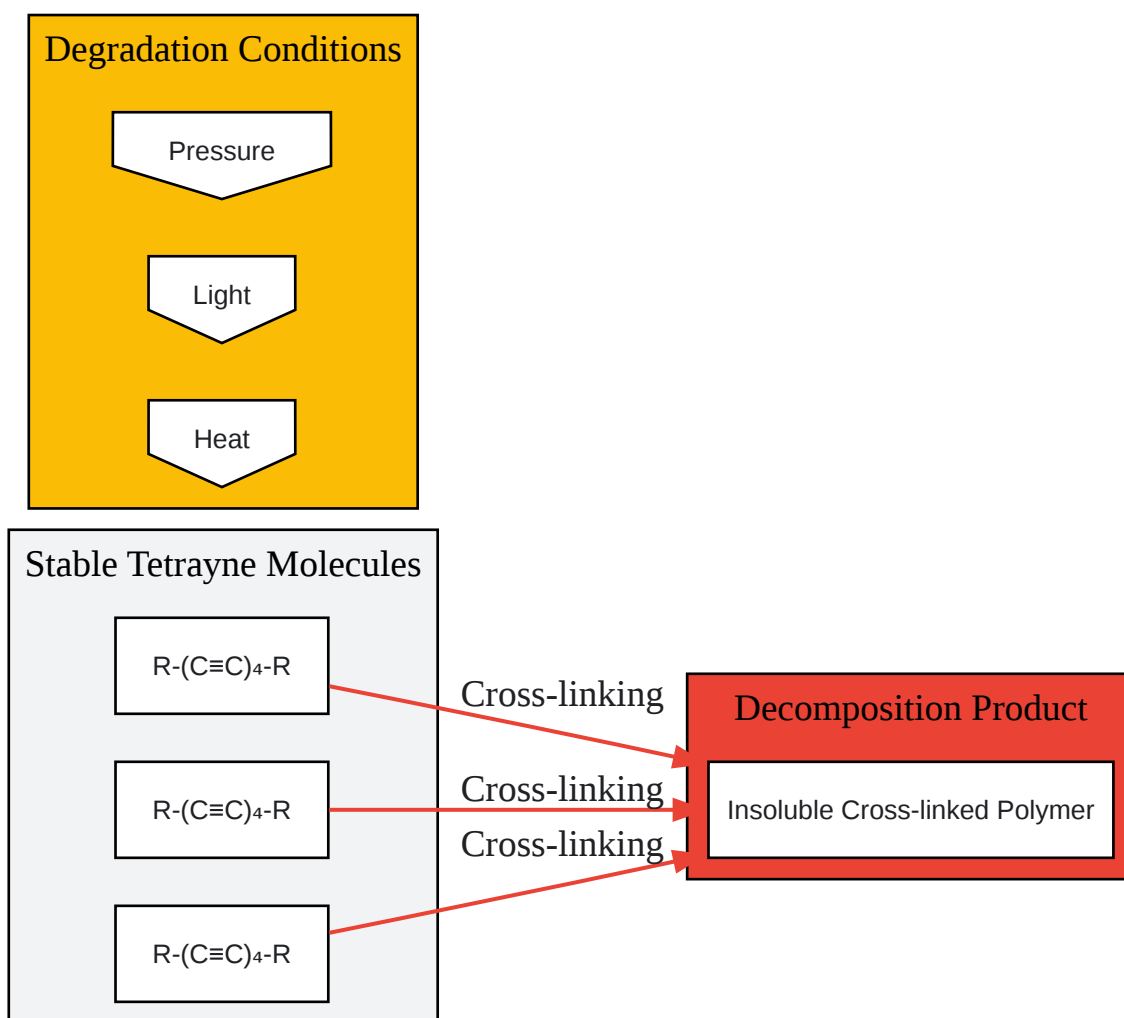 Degradation Conditions
Pressure
Light
Heat
Stable Tetrayne Molecules
R-(C≡C)₄-R
Cross-linking
Decomposition Product
R-(C≡C)₄-R
Cross-linking
Insoluble Cross-linked Polymer
Cross-linking
R-(C≡C)₄-R